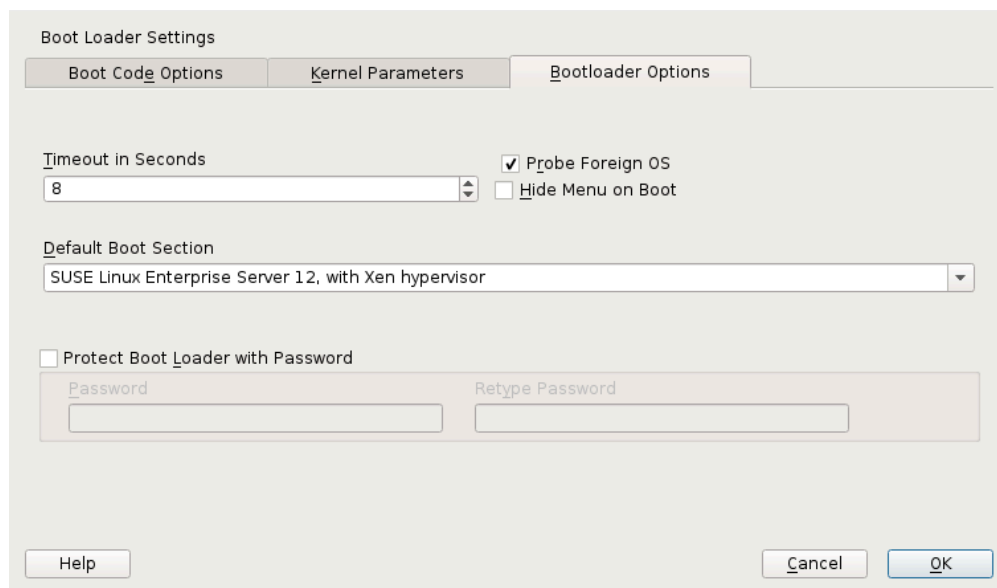 Boot Loader Settings
Boot Code Options
Kernel Parameters
Bootloader Options
Timeout in Seconds
Probe Foreign OS
8
Hide Menu on Boot
Default Boot Section
SUSE Linux Enterprise Server 12, with Xen hypervisor
Protect Boot Loader with Password
Password
Retype Password
Help
Cancel
OK